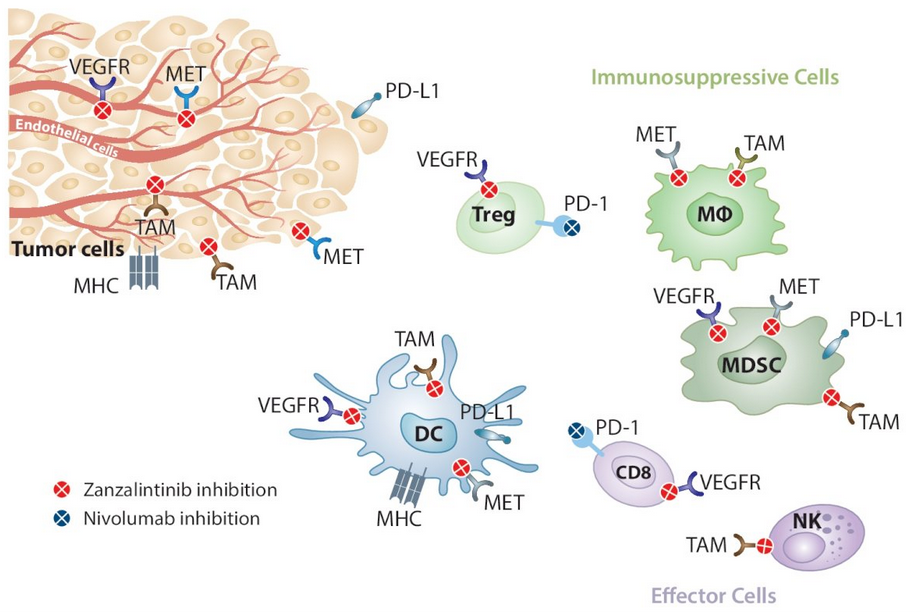 VEGFR
MET
PD-L1
Endothelial cells
TAM
Tumor cells
MHC
TAM
MET
Immunosuppressive Cells
VEGFR
Treg
PD-1
MET
TAM
MΦ
VEGFR
MET
PD-L1
MDSC
TAM
TAM
VEGFR
PD-L1
DC
MHC
MET
PD-1
CD8
VEGFR
TAM
NK
Effector Cells
Zanzalintinib inhibition
Nivolumab inhibition